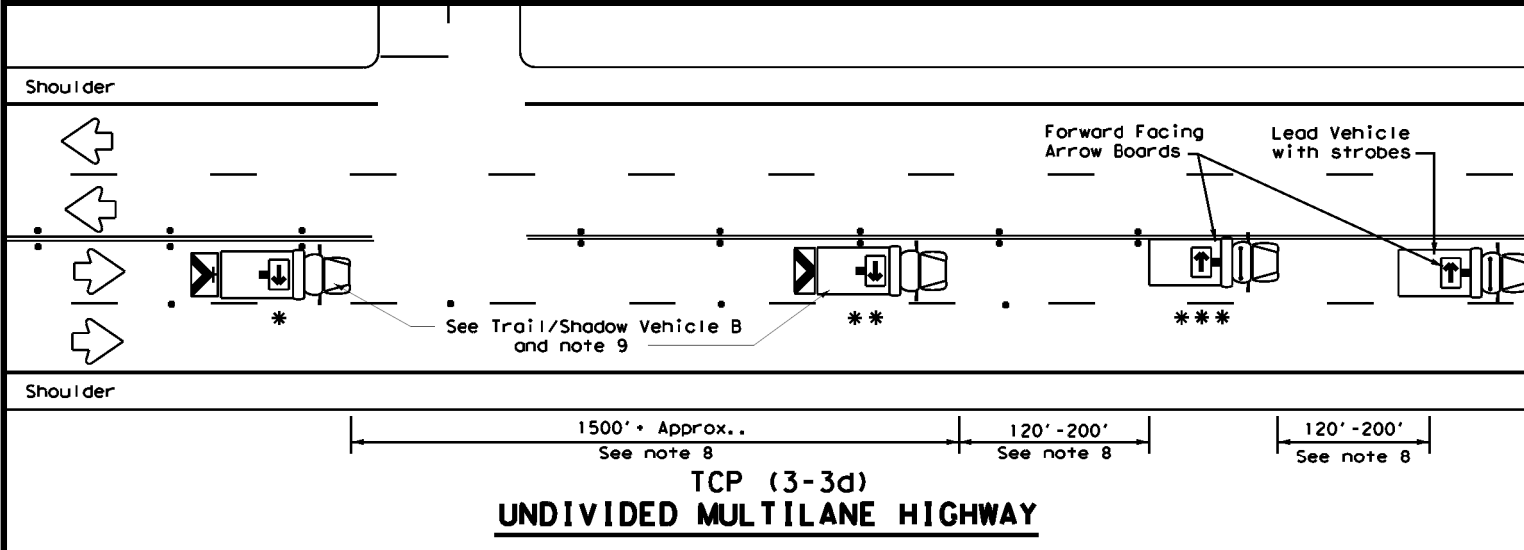 Shoulder
Forward Facing
Arrow Boards
Lead Vehicle
with strobes
*
**
***
See Trail/Shadow Vehicle B
and note 9
Shoulder
1500'+ Approx..
See note 8
120'-200'
See note 8
120'-200'
See note 8
TCP (3-3d)
UNDIVIDED MULTILANE HIGHWAY